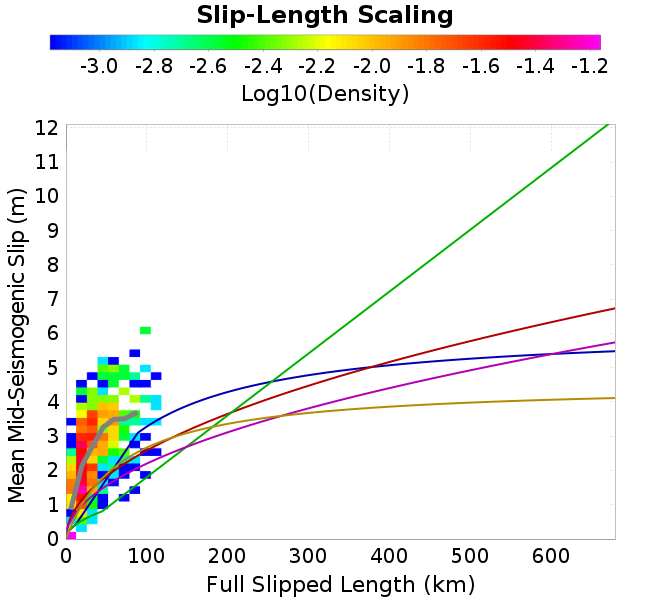 Slip-Length Scaling
-3.0 -2.8 -2.6 -2.4 -2.2 -2.0 -1.8 -1.6 -1.4 -1.2
Log10(Density)
12
11
10
9
8
7
6
5
4
3
2
1
0
Mean Mid-Seismogenic Slip (m)
0 100 200 300 400 500 600
Full Slipped Length (km)